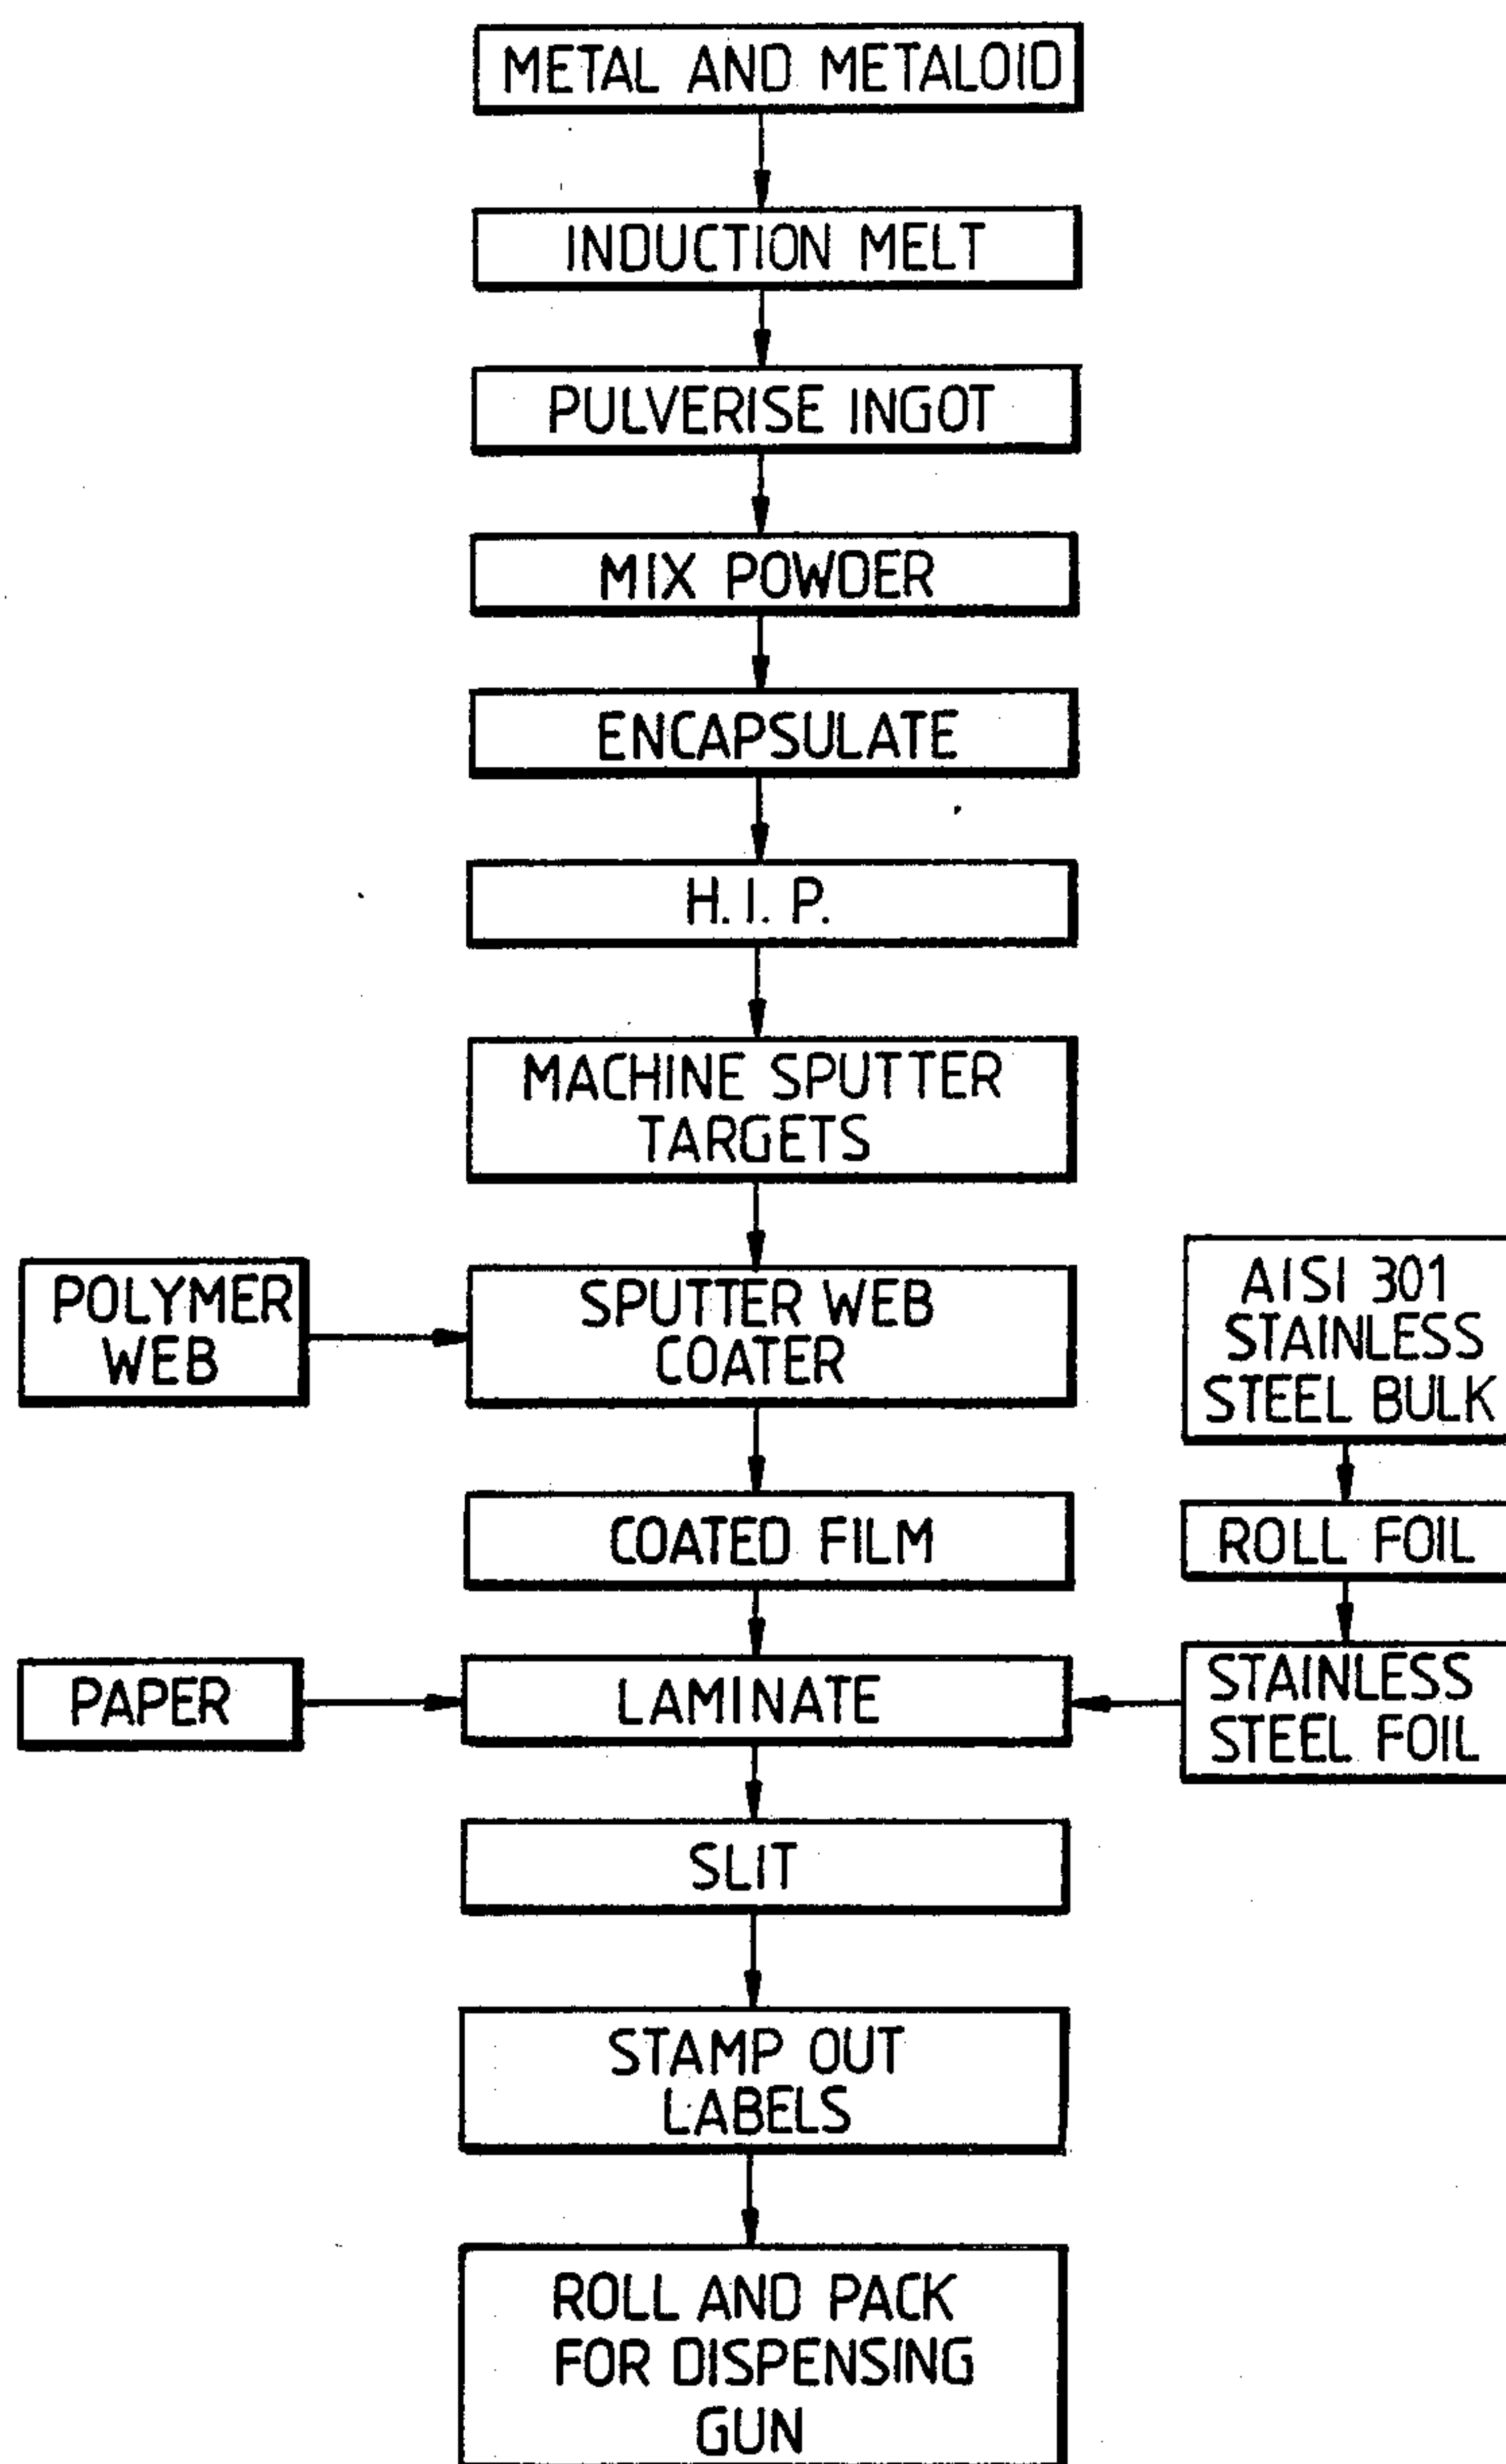 METAL AND METALOID
INDUCTION MELT
PULVERISE INGOT
MIX POWDER
ENCAPSULATE
H. I. P.
MACHINE SPUTTER
TARGETS
POLYMER
WEB
SPUTTER WEB
COATER
AISI 301
STAINLESS
STEEL BULK
COATED FILM
ROLL FOIL
PAPER
LAMINATE
STAINLESS
STEEL FOIL
SLIT
STAMP OUT
LABELS
ROLL AND PACK
FOR DISPENSING
GUN